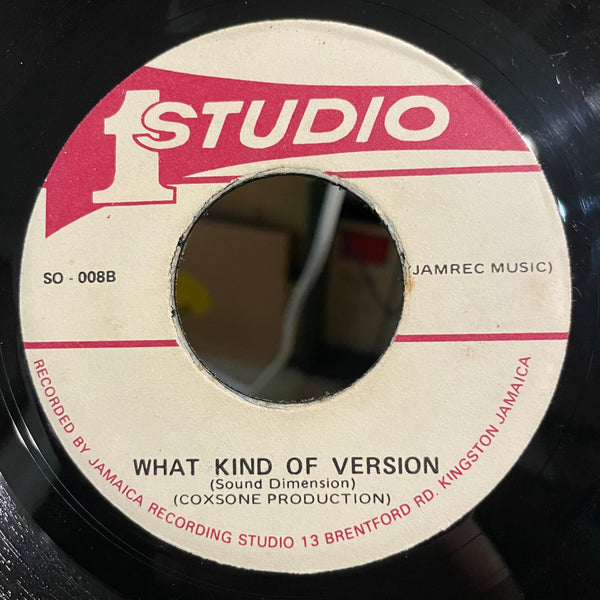 1 STUDIO
SO - 008B
(JAMREC MUSIC)
WHAT KIND OF VERSION
(Sound Dimension)
(COXSONE PRODUCTION)
RECORDED BY JAMAICA RECORDING STUDIO 13 BRENTFORD RD. KINGSTON JAMAICA